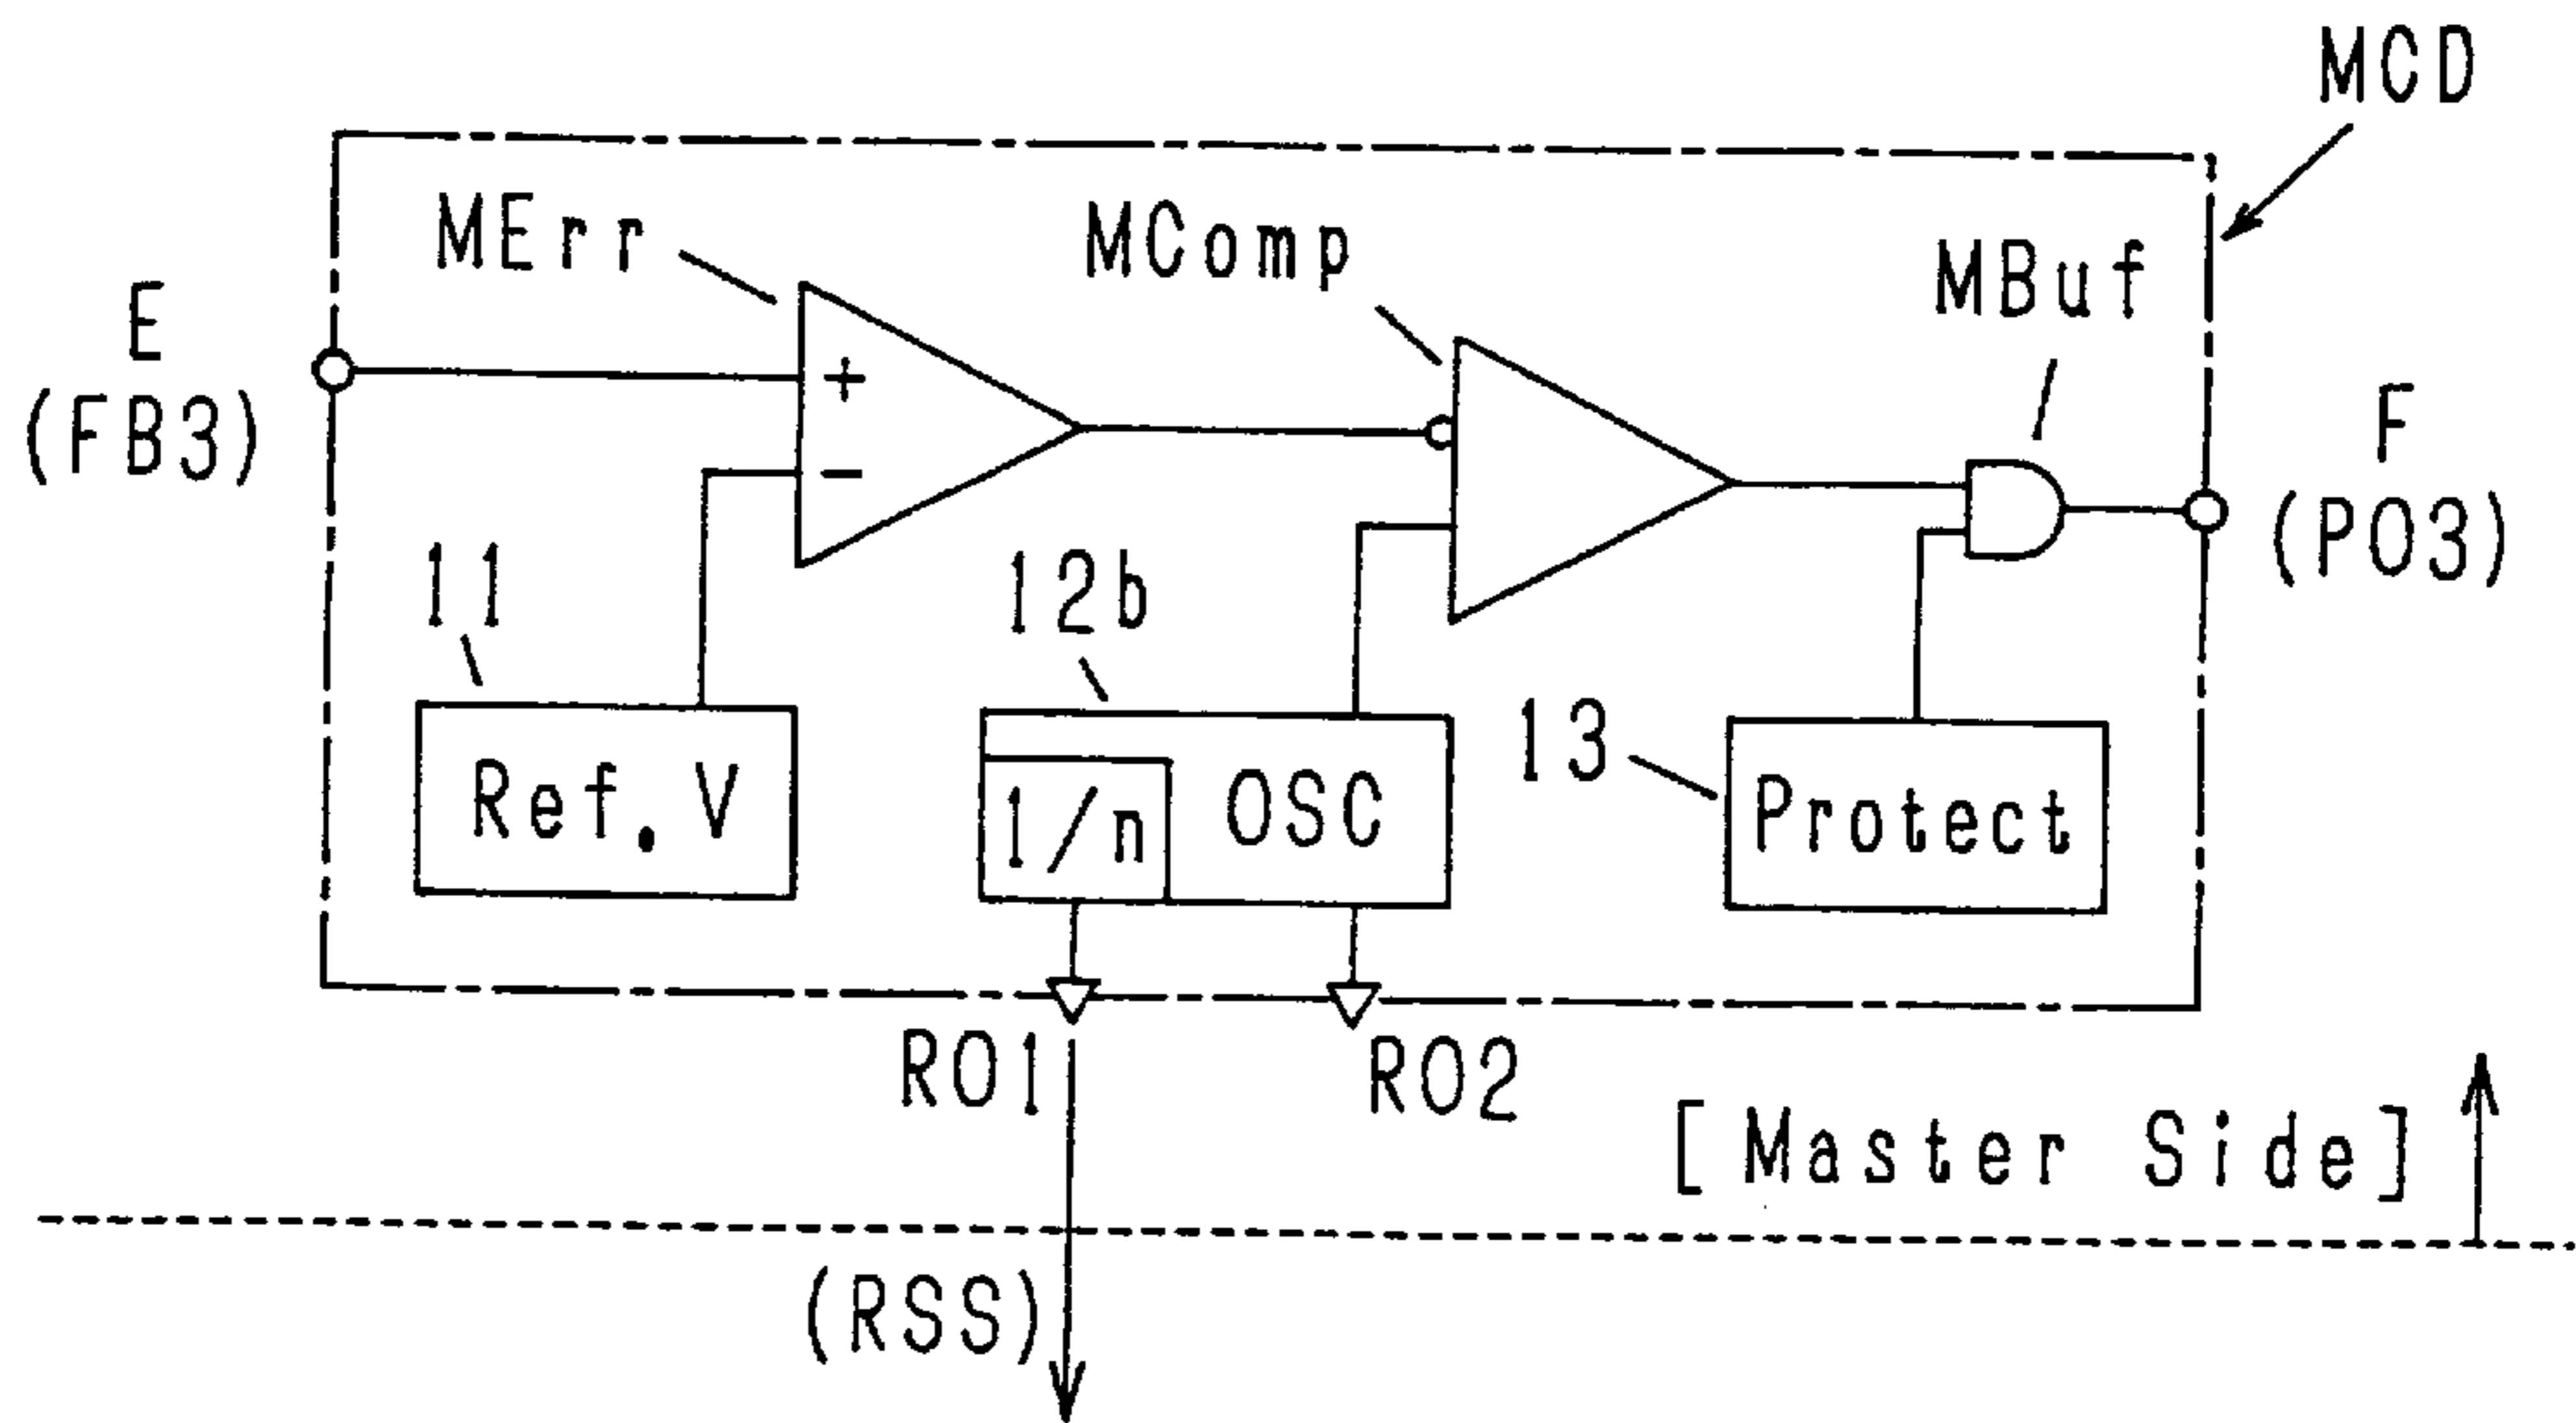 MCD
MErr
MComp
MBuf
E
(FB3)
+
−
F
(PO3)
11
12b
13
Ref. V
1/n
OSC
Protect
RO1
RO2
[Master Side]
(RSS)